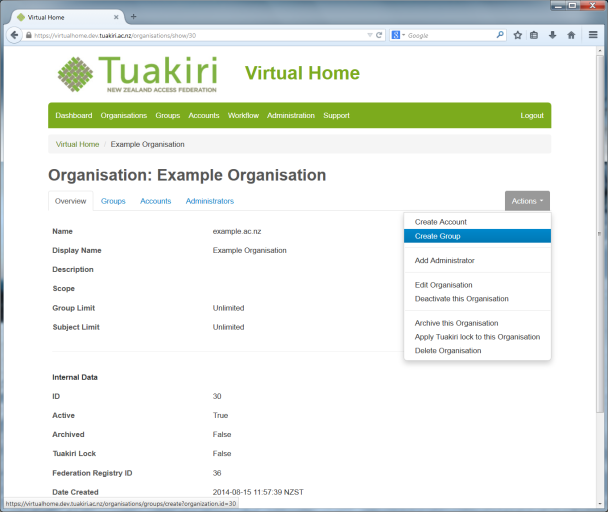 Virtual Home
https://virtualhome.dev.tuakiri.ac.nz/organisations/show/30
Google
Tuakiri
NEW ZEALAND ACCESS FEDERATION
Virtual Home
Dashboard Organisations Groups Accounts Workflow Administration Support Logout
Virtual Home / Example Organisation
Organisation: Example Organisation
Overview Groups Accounts Administrators Actions
Create Account
Create Group
Add Administrator
Edit Organisation
Deactivate this Organisation
Archive this Organisation
Apply Tuakiri lock to this Organisation
Delete Organisation
Name example.ac.nz
Display Name Example Organisation
Description
Scope
Group Limit Unlimited
Subject Limit Unlimited
Internal Data
ID 30
Active True
Archived False
Tuakiri Lock False
Federation Registry ID 36
Date Created 2014-08-15 11:57:39 NZST
https://virtualhome.dev.tuakiri.ac.nz/organisations/groups/create?organization.id=30